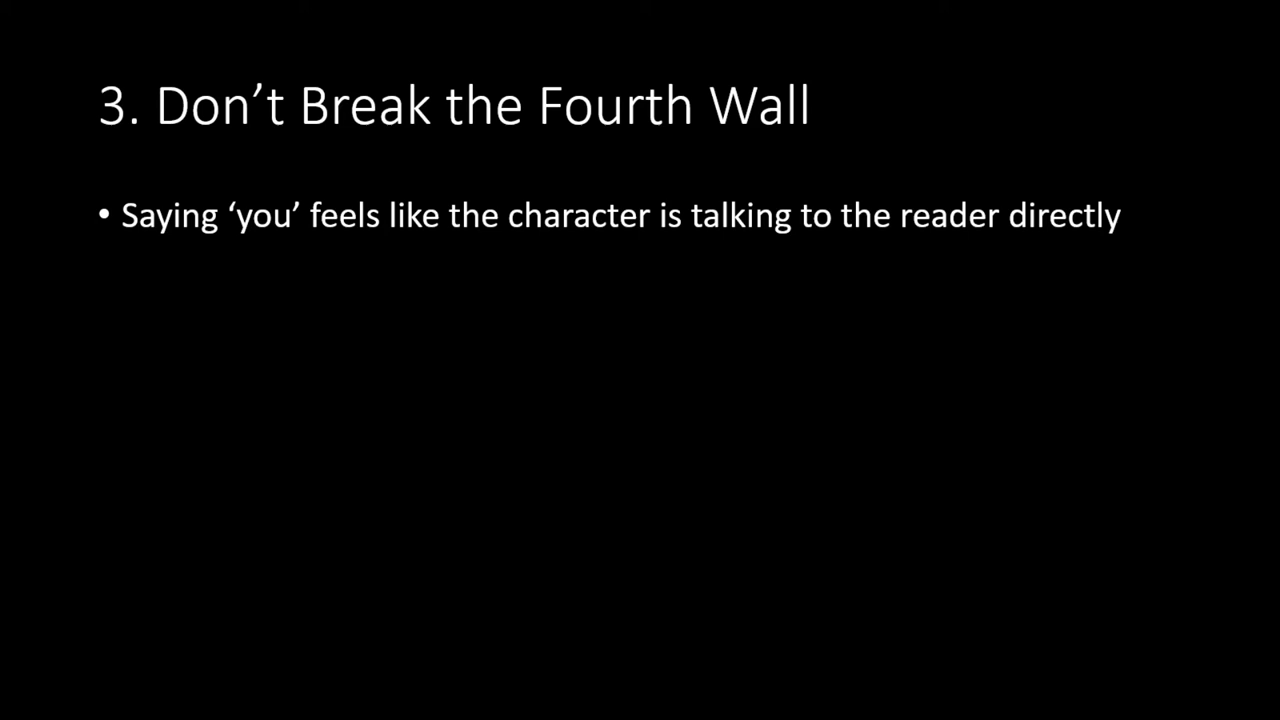 3. Don’t Break the Fourth Wall
• Saying ‘you’ feels like the character is talking to the reader directly